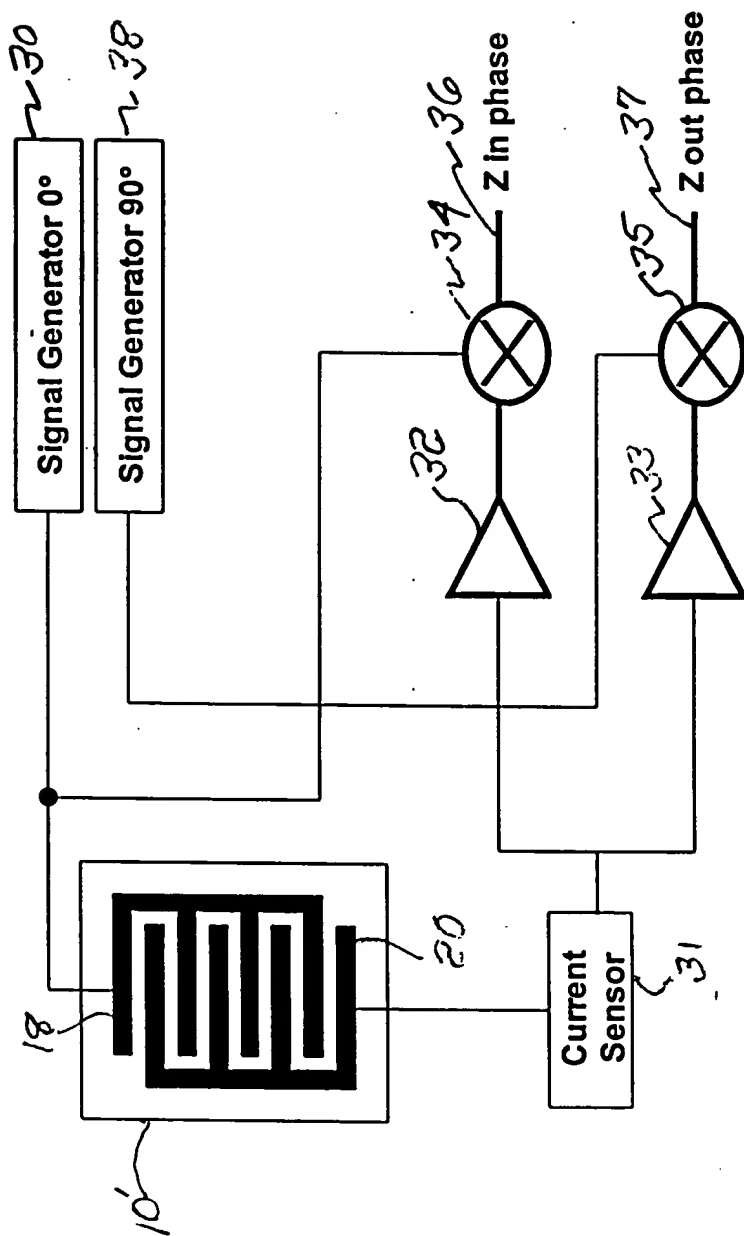 Signal Generator 0°
30
Signal Generator 90°
38
18
20
10'
Current
Sensor
31
32
34
36
Z in phase
33
35
37
Z out phase